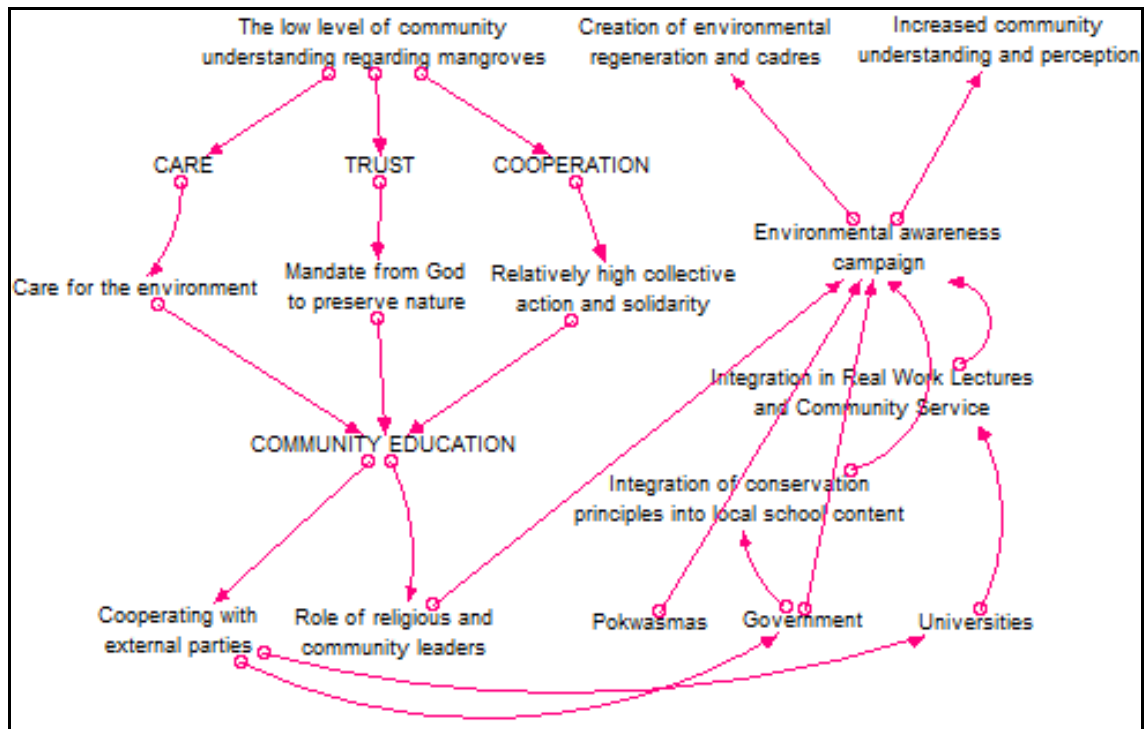 The low level of community
understanding regarding mangroves
Creation of environmental
regeneration and cadres
Increased community
understanding and perception
CARE
TRUST
COOPERATION
Environmental awareness
campaign
Care for the environment
Mandate from God
to preserve nature
Relatively high collective
action and solidarity
Integration in Real Work Lectures
and Community Service
COMMUNITY EDUCATION
Integration of conservation
principles into local school content
Cooperating with
external parties
Role of religious and
community leaders
Pokwasmas
Government
Universities